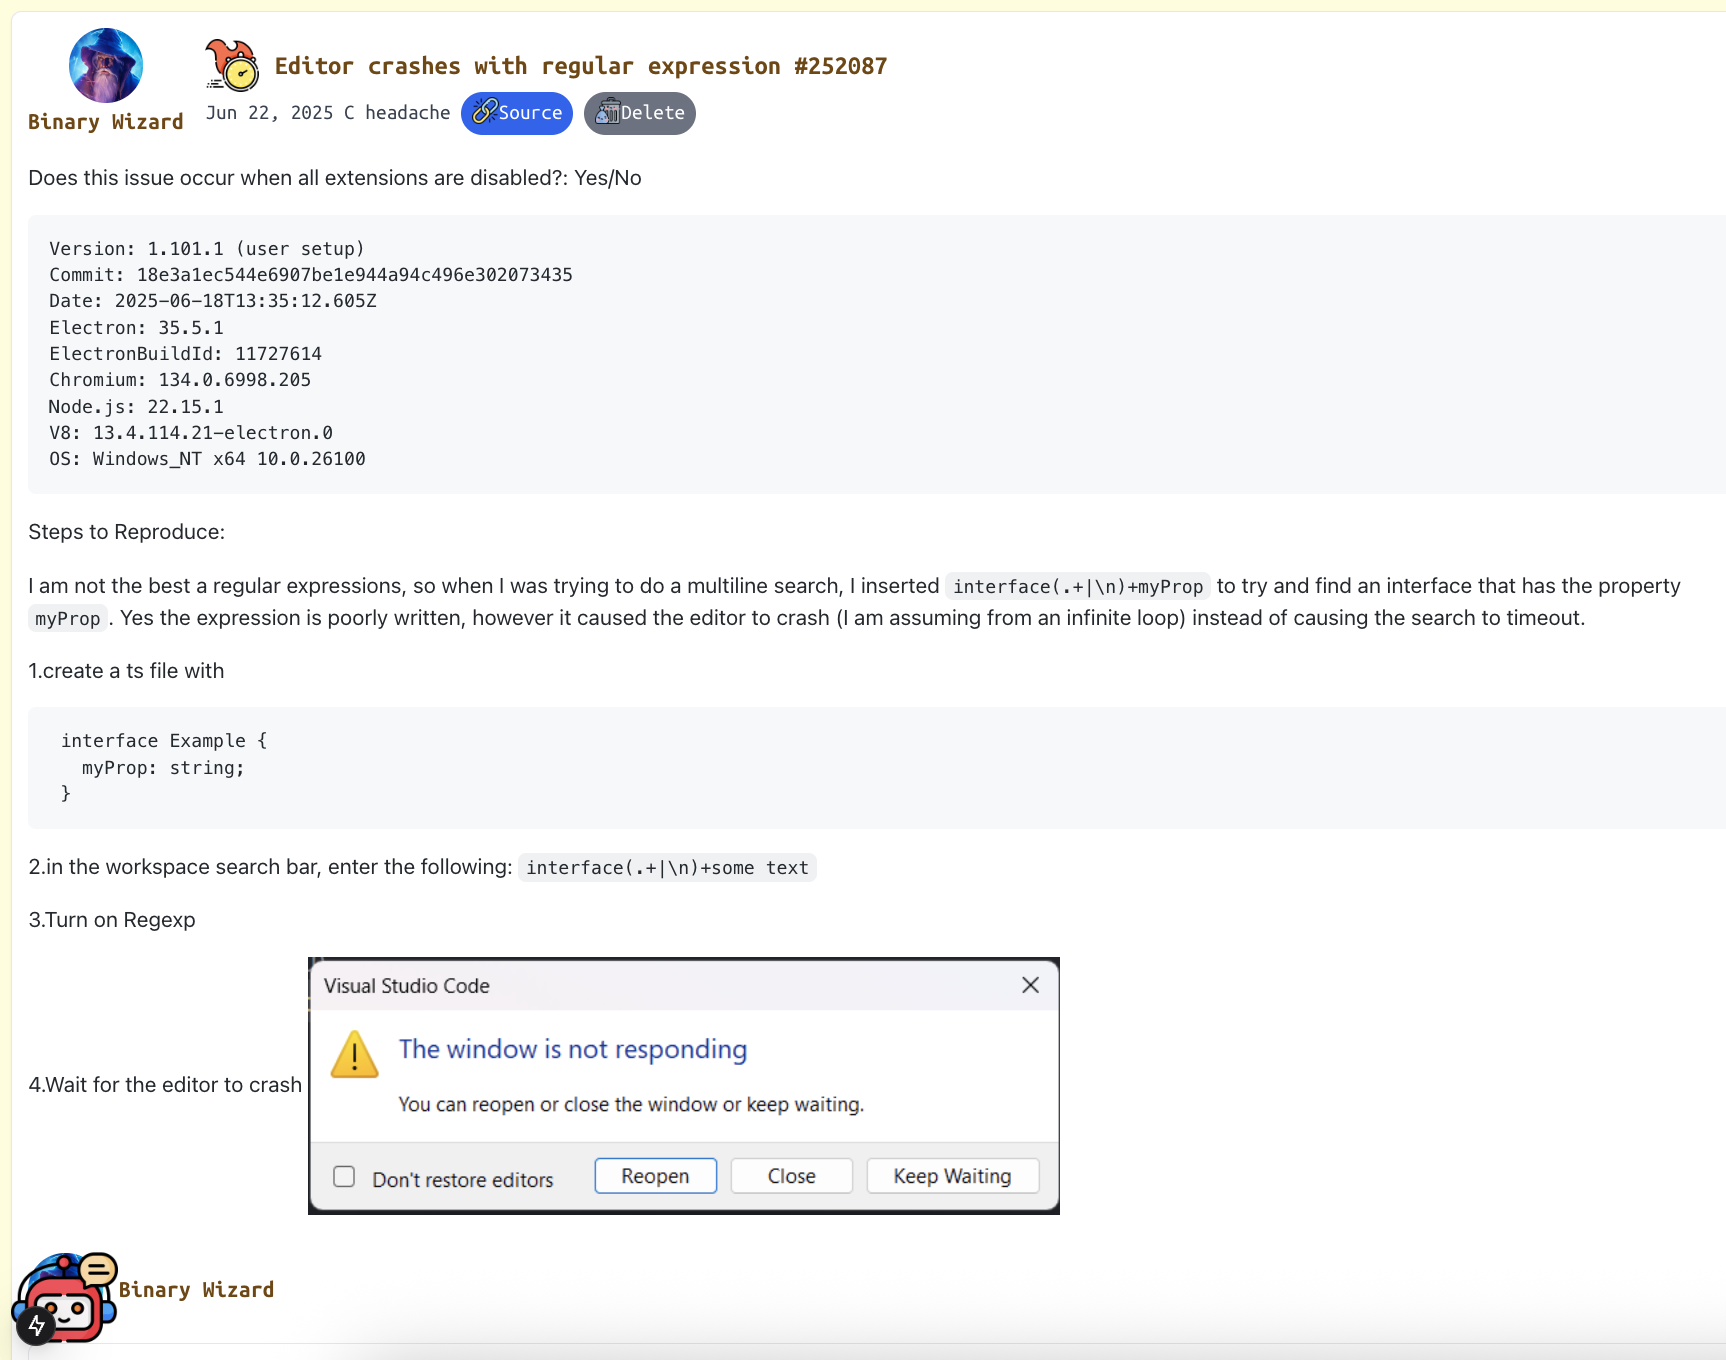 Editor crashes with regular expression #252087
Binary Wizard
Jun 22, 2025 C headache Source Delete
Does this issue occur when all extensions are disabled?: Yes/No
Version: 1.101.1 (user setup)
Commit: 18e3a1ec544e6907be1e944a94c496e302073435
Date: 2025-06-18T13:35:12.605Z
Electron: 35.5.1
ElectronBuildId: 11727614
Chromium: 134.0.6998.205
Node.js: 22.15.1
V8: 13.4.114.21-electron.0
OS: Windows_NT x64 10.0.26100
Steps to Reproduce:
I am not the best a regular expressions, so when I was trying to do a multiline search, I inserted interface(.+|\n)+myProp to try and find an interface that has the property
myProp. Yes the expression is poorly written, however it caused the editor to crash (I am assuming from an infinite loop) instead of causing the search to timeout.
1.create a ts file with
interface Example {
  myProp: string;
}
2.in the workspace search bar, enter the following: interface(.+|\n)+some text
3.Turn on Regexp
4.Wait for the editor to crash
Visual Studio Code
The window is not responding
You can reopen or close the window or keep waiting.
Don't restore editors Reopen Close Keep Waiting
Binary Wizard